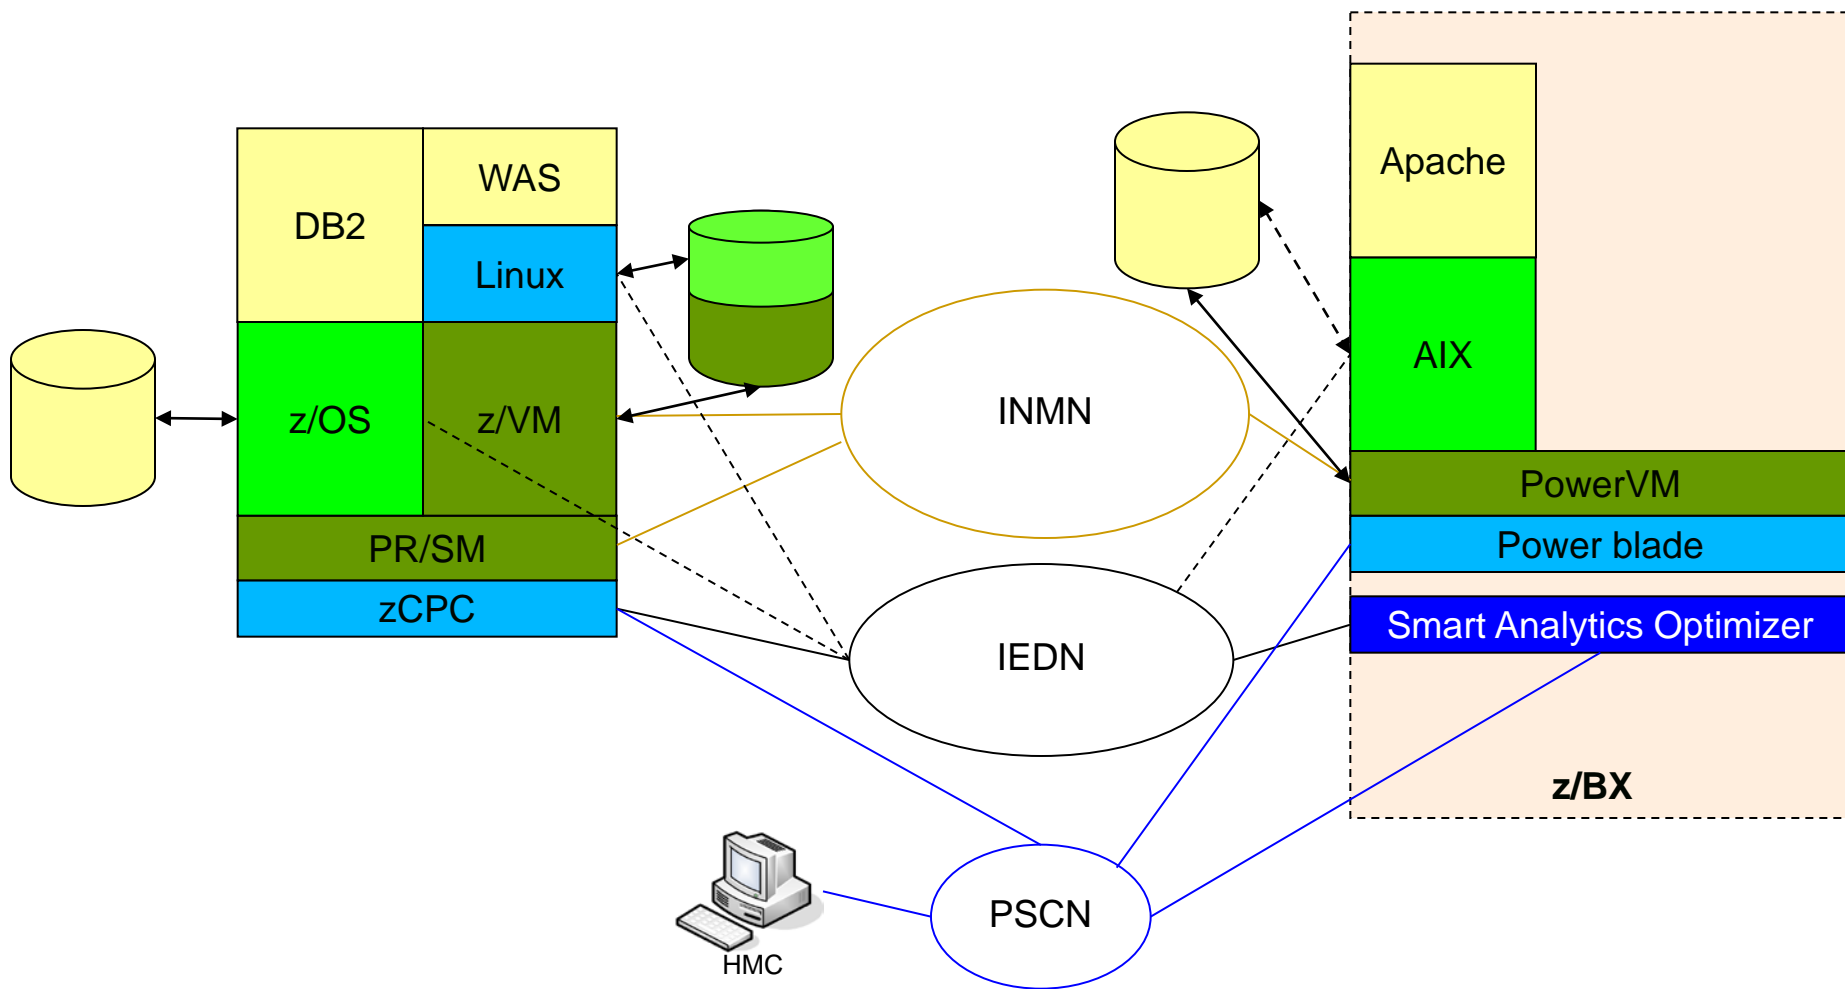 DB2
WAS
Linux
z/OS
z/VM
PR/SM
zCPC
INMN
IEDN
PSCN
HMC
Apache
AIX
PowerVM
Power blade
Smart Analytics Optimizer
z/BX